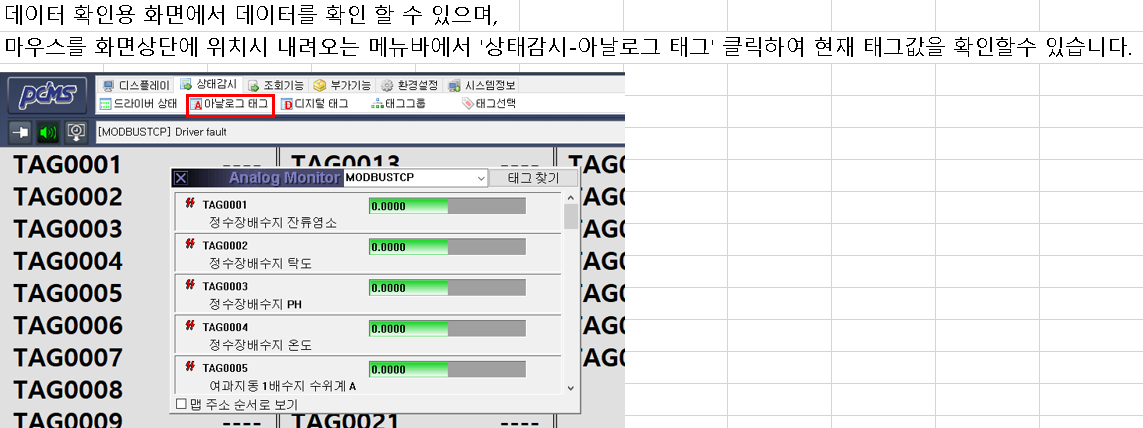 데이터 확인용 화면에서 데이터를 확인 할 수 있으며,
마우스를 화면상단에 위치시 내려오는 메뉴바에서 '상태감시-아날로그 태그' 클릭하여 현재 태그값을 확인할수 있습니다.
PCMS
디스플레이 상태감시 조회기능 부가기능 환경설정 시스템정보
드라이버 상태 A 아날로그 태그 D 디지털 태그 태그그룹 태그선택
[MODBUSTCP] Driver fault
TAG0001 ---- TAG0013 ---- TAG0
TAG0002
TAG0003
TAG0004
TAG0005
TAG0006
TAG0007
TAG0008
TAG0009 ---- TAG0021 ----
Analog Monitor MODBUSTCP 태그 찾기
TAG0001 0.0000
정수장배수지 잔류염소
TAG0002 0.0000
정수장배수지 탁도
TAG0003 0.0000
정수장배수지 PH
TAG0004 0.0000
정수장배수지 온도
TAG0005 0.0000
여과지동 1배수지 수위계 A
맵 주소 순서로 보기